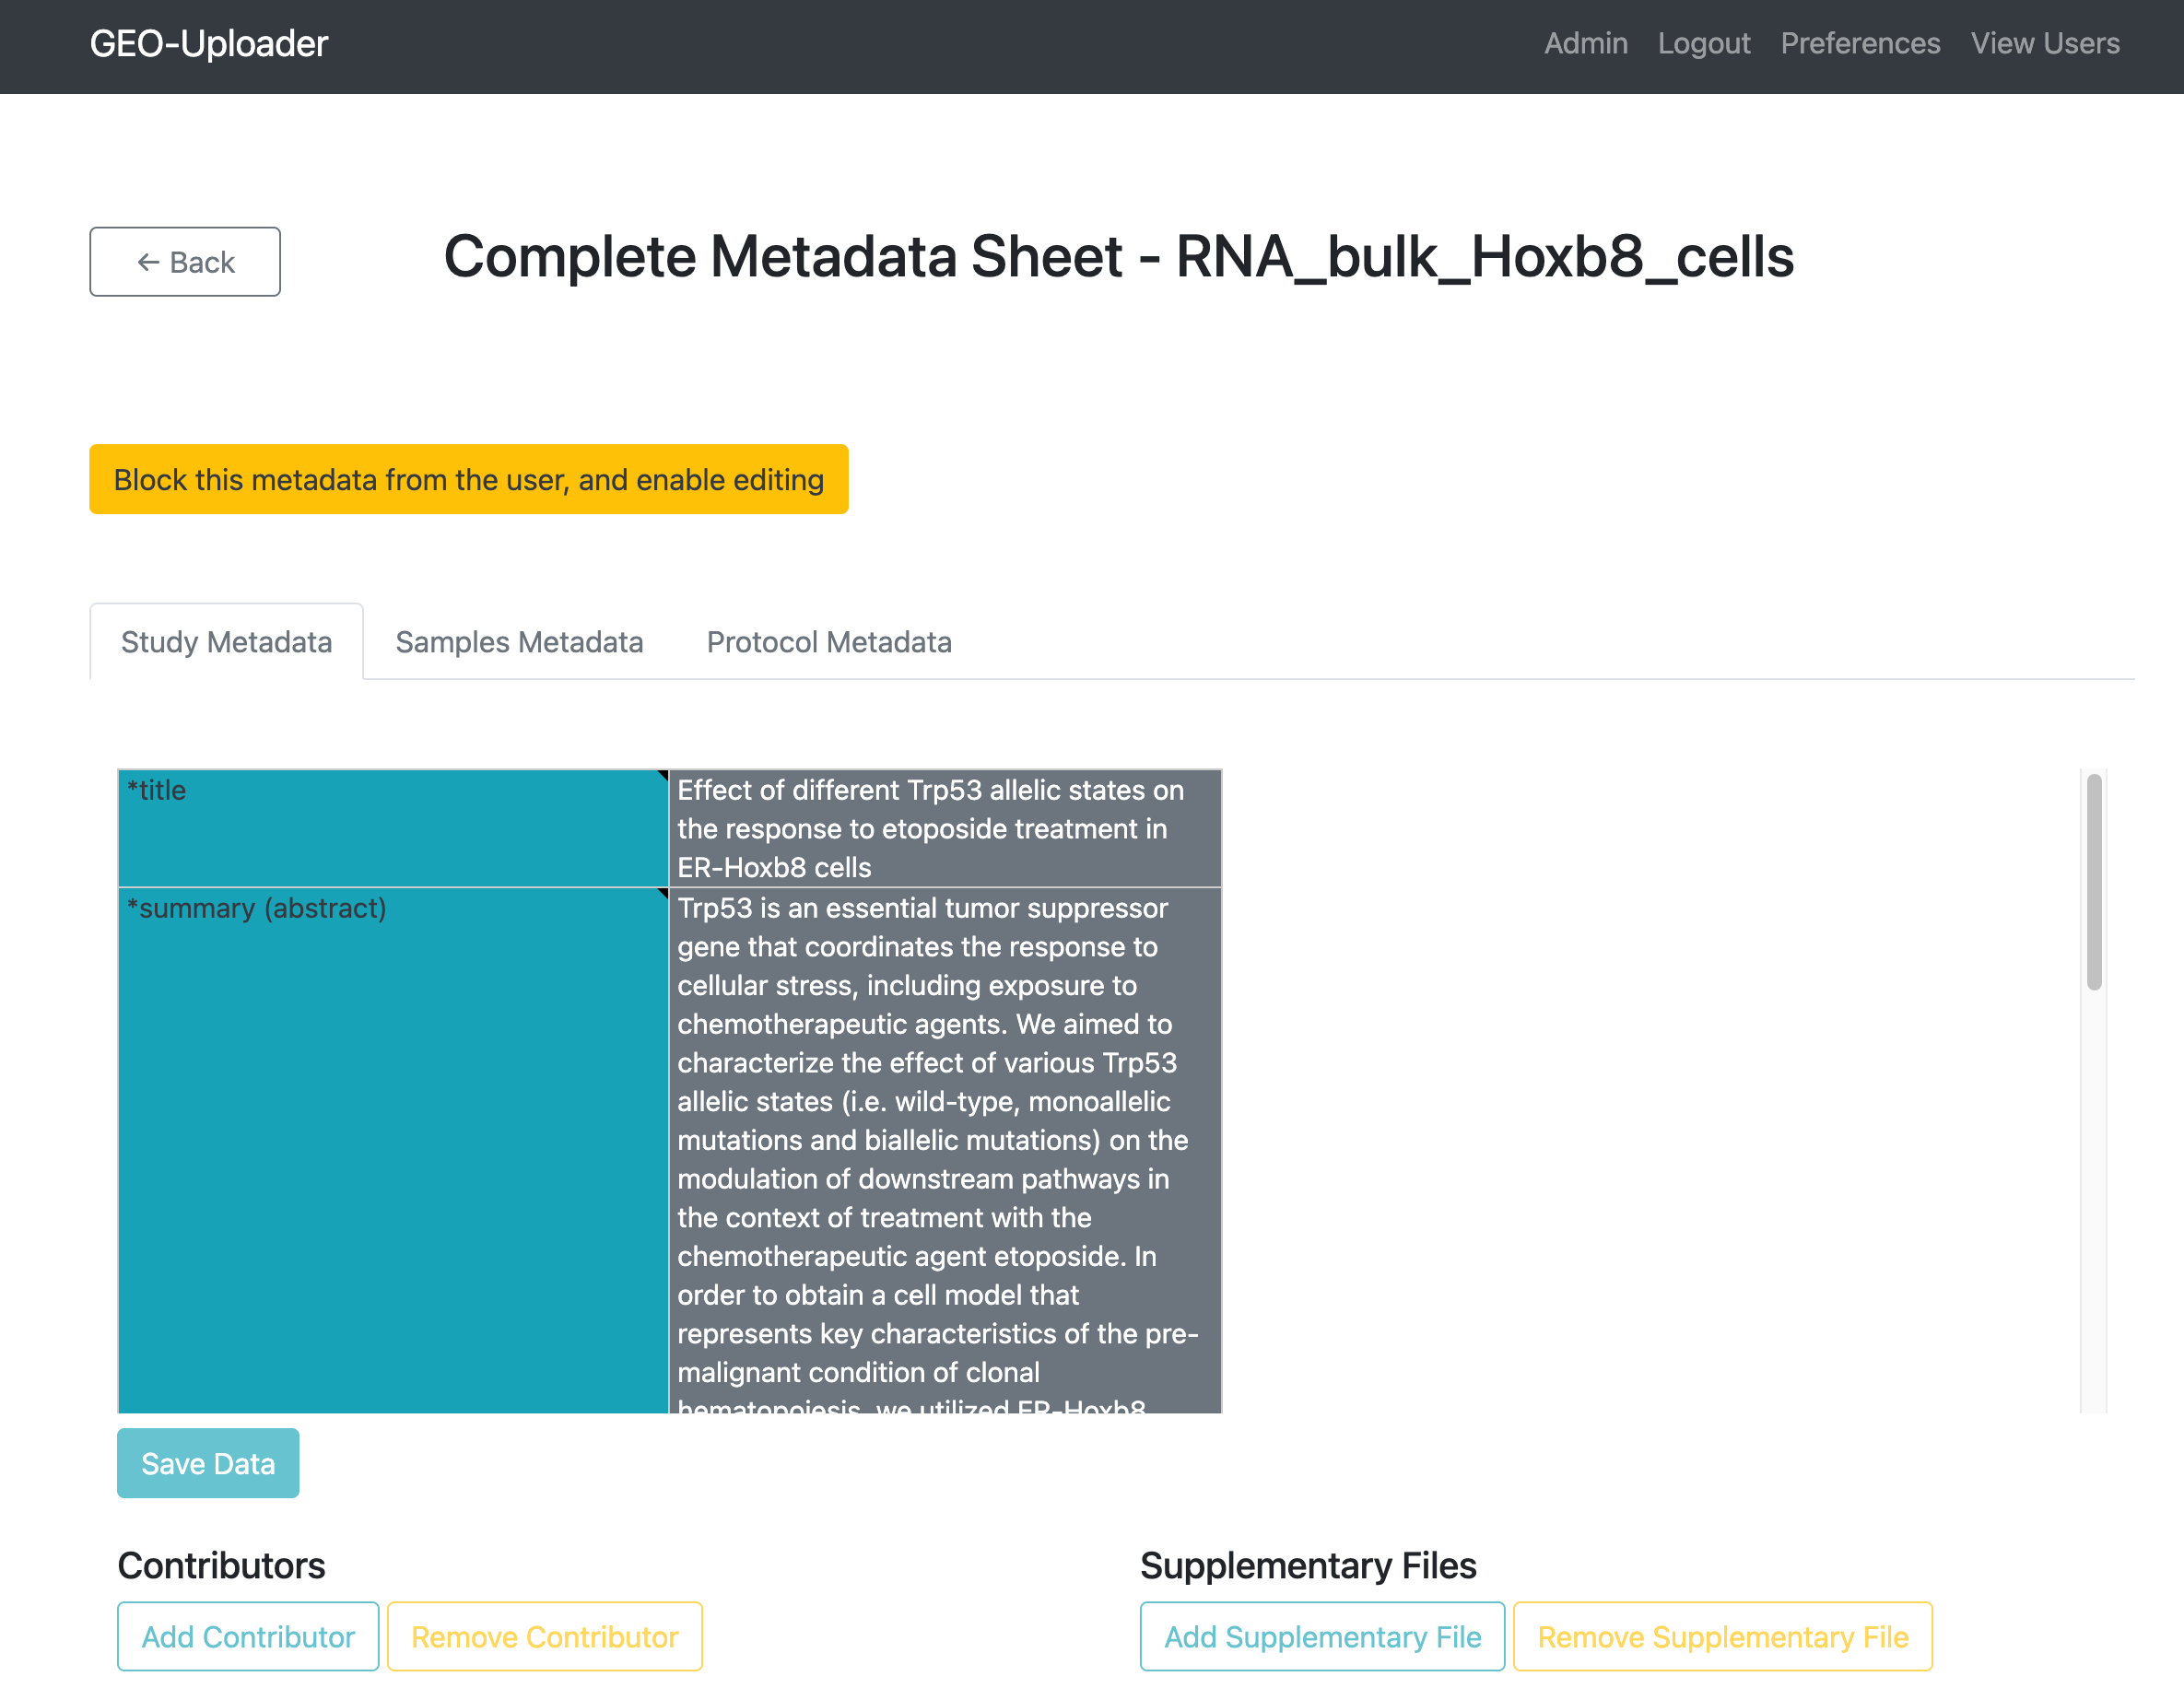 GEO-Uploader
Admin Logout Preferences View Users
← Back
Complete Metadata Sheet - RNA_bulk_Hoxb8_cells
Block this metadata from the user, and enable editing
Study Metadata Samples Metadata Protocol Metadata
*title
Effect of different Trp53 allelic states on
the response to etoposide treatment in
ER-Hoxb8 cells
*summary (abstract)
Trp53 is an essential tumor suppressor
gene that coordinates the response to
cellular stress, including exposure to
chemotherapeutic agents. We aimed to
characterize the effect of various Trp53
allelic states (i.e. wild-type, monoallelic
mutations and biallelic mutations) on the
modulation of downstream pathways in
the context of treatment with the
chemotherapeutic agent etoposide. In
order to obtain a cell model that
represents key characteristics of the pre-
malignant condition of clonal
hematopoiesis, we utilized ER-Hoxb8
Save Data
Contributors
Add Contributor Remove Contributor
Supplementary Files
Add Supplementary File Remove Supplementary File